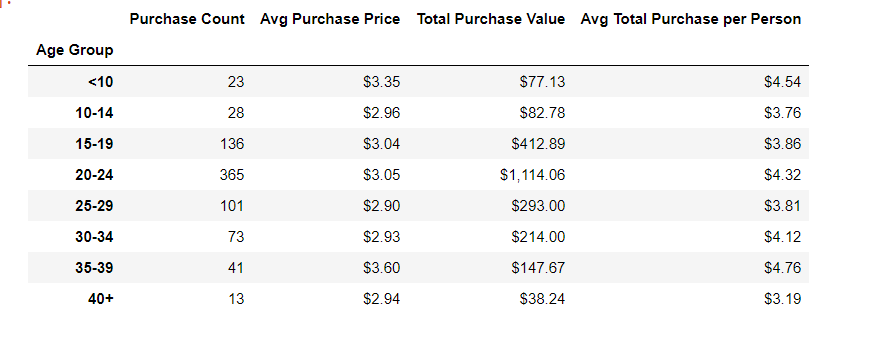 Purchase Count Avg Purchase Price Total Purchase Value Avg Total Purchase per Person
Age Group
<10 23 $3.35 $77.13 $4.54
10-14 28 $2.96 $82.78 $3.76
15-19 136 $3.04 $412.89 $3.86
20-24 365 $3.05 $1,114.06 $4.32
25-29 101 $2.90 $293.00 $3.81
30-34 73 $2.93 $214.00 $4.12
35-39 41 $3.60 $147.67 $4.76
40+ 13 $2.94 $38.24 $3.19